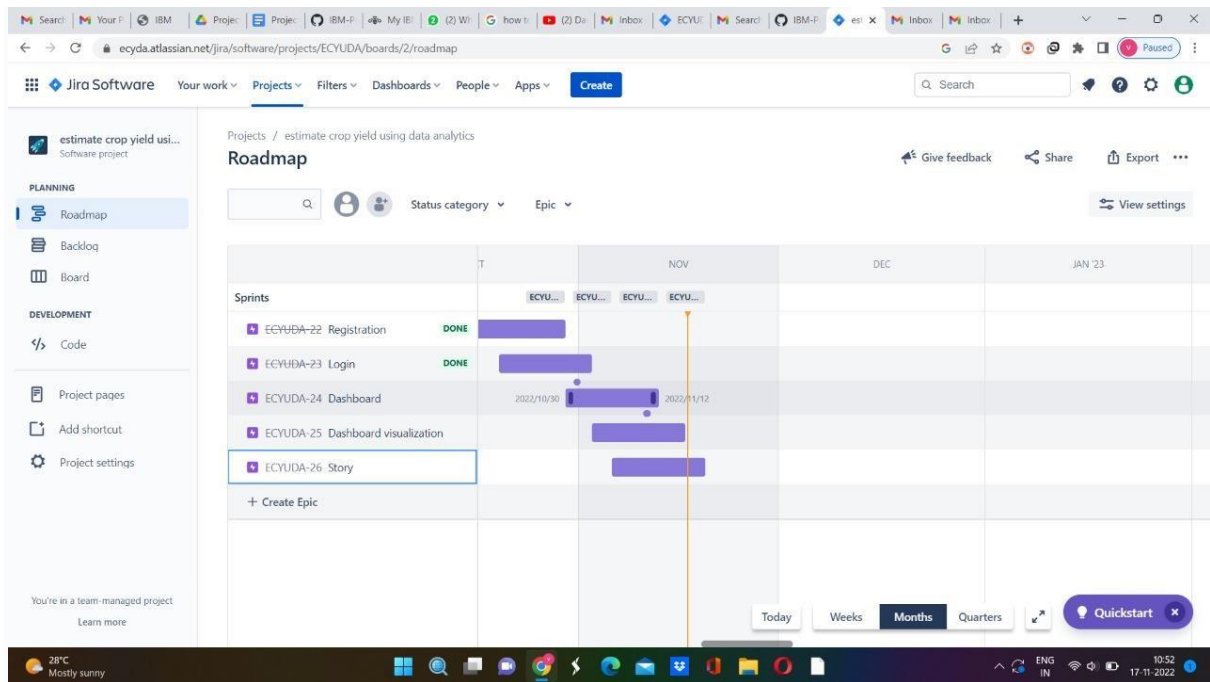 Search
Your P
IBM
Projec
Projec
IBM-P
My IB
(2) Wh
how to
(2) Da
Inbox
ECYU
Search
IBM-P
est
Inbox
Inbox
ecyda.atlassian.net/jira/software/projects/ECYUDA/boards/2/roadmap
Paused
Jira Software
Your work
Projects
Filters
Dashboards
People
Apps
Create
Search
estimate crop yield usi...
Software project
PLANNING
Roadmap
Backlog
Board
DEVELOPMENT
Code
Project pages
Add shortcut
Project settings
You're in a team-managed project
Learn more
Projects / estimate crop yield using data analytics
Roadmap
Give feedback
Share
Export
Status category
Epic
View settings
T
NOV
DEC
JAN '23
Sprints
ECYU...
ECYU...
ECYU...
ECYU...
ECYUDA-22 Registration DONE
ECYUDA-23 Login DONE
ECYUDA-24 Dashboard 2022/10/30 2022/11/12
ECYUDA-25 Dashboard visualization
ECYUDA-26 Story
+ Create Epic
Today
Weeks
Months
Quarters
Quickstart
28°C
Mostly sunny
ENG
IN
10:52
17-11-2022